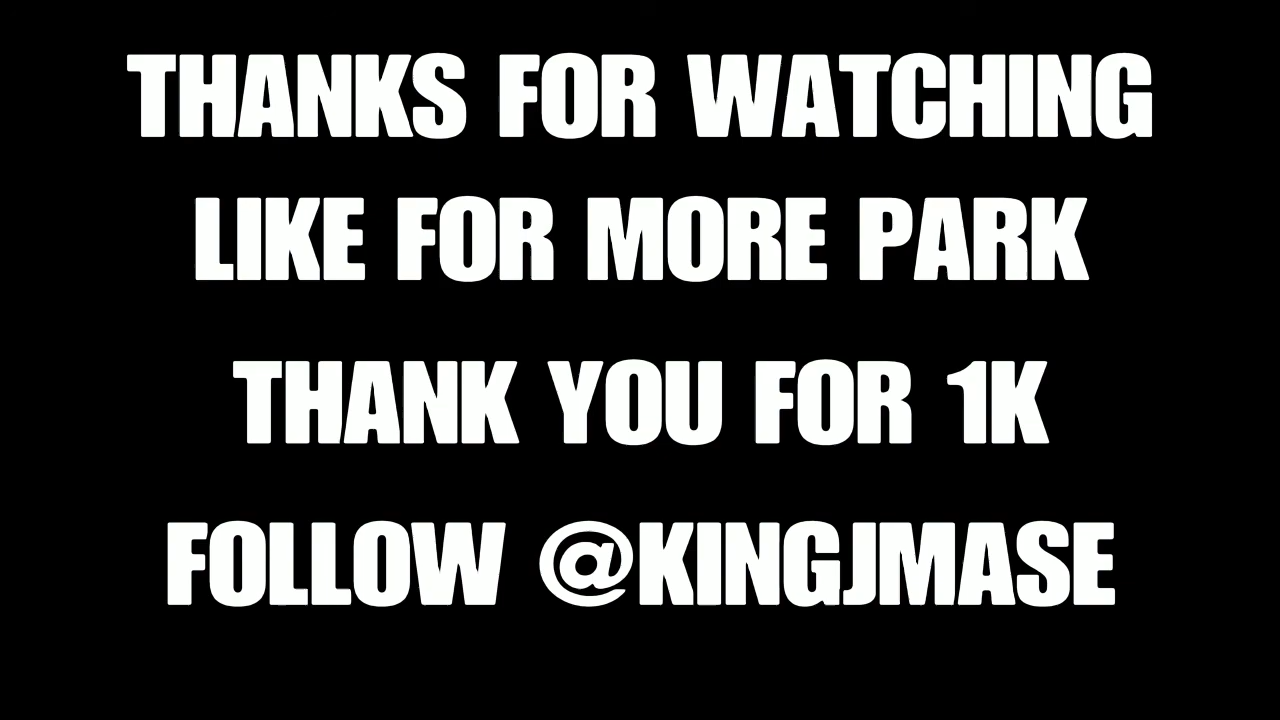 THANKS FOR WATCHING
LIKE FOR MORE PARK
THANK YOU FOR 1K
FOLLOW @KINGJMASE